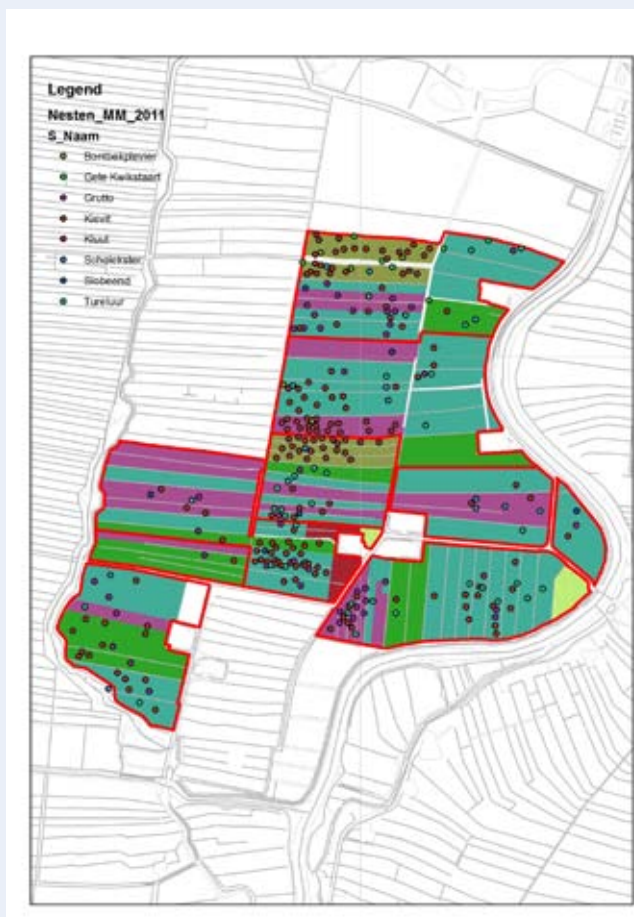 Legend
Nesten_MM_2011
S_Naam
Bontbekplevier
Gele Kwikstaart
Grutto
Kievit
Kluut
Scholekster
Slobeend
Tureluur